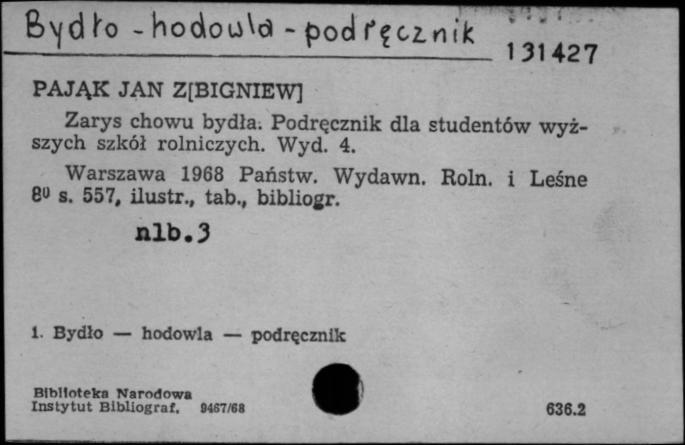 Bydło - hodowla - podręcznik
131427
PAJĄK JAN Z[BIGNIEW]
Zarys chowu bydła. Podręcznik dla studentów wyż-
szych szkół rolniczych. Wyd. 4.
Warszawa 1968 Państw. Wydawn. Roln. i Leśne
8⁰ s. 557, ilustr., tab., bibliogr.
nlb.3
1. Bydło — hodowla — podręcznik
Biblioteka Narodowa
Instytut Bibliograf. 9467/68
636.2